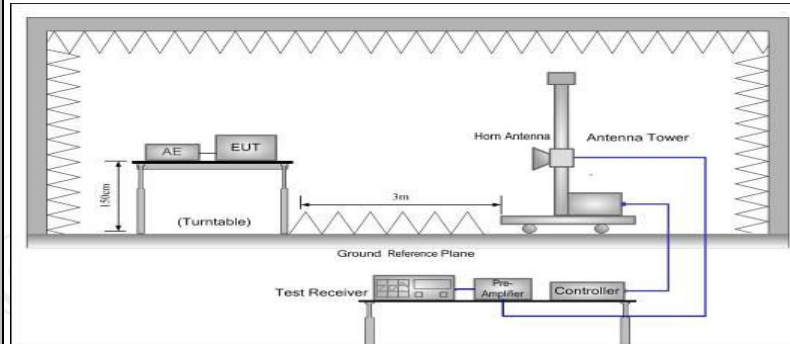 Horn Antenna
Antenna Tower
AE
EUT
150cm
3m
(Turntable)
Ground Reference Plane
Test Receiver
Pre-
Amplifier
Controller